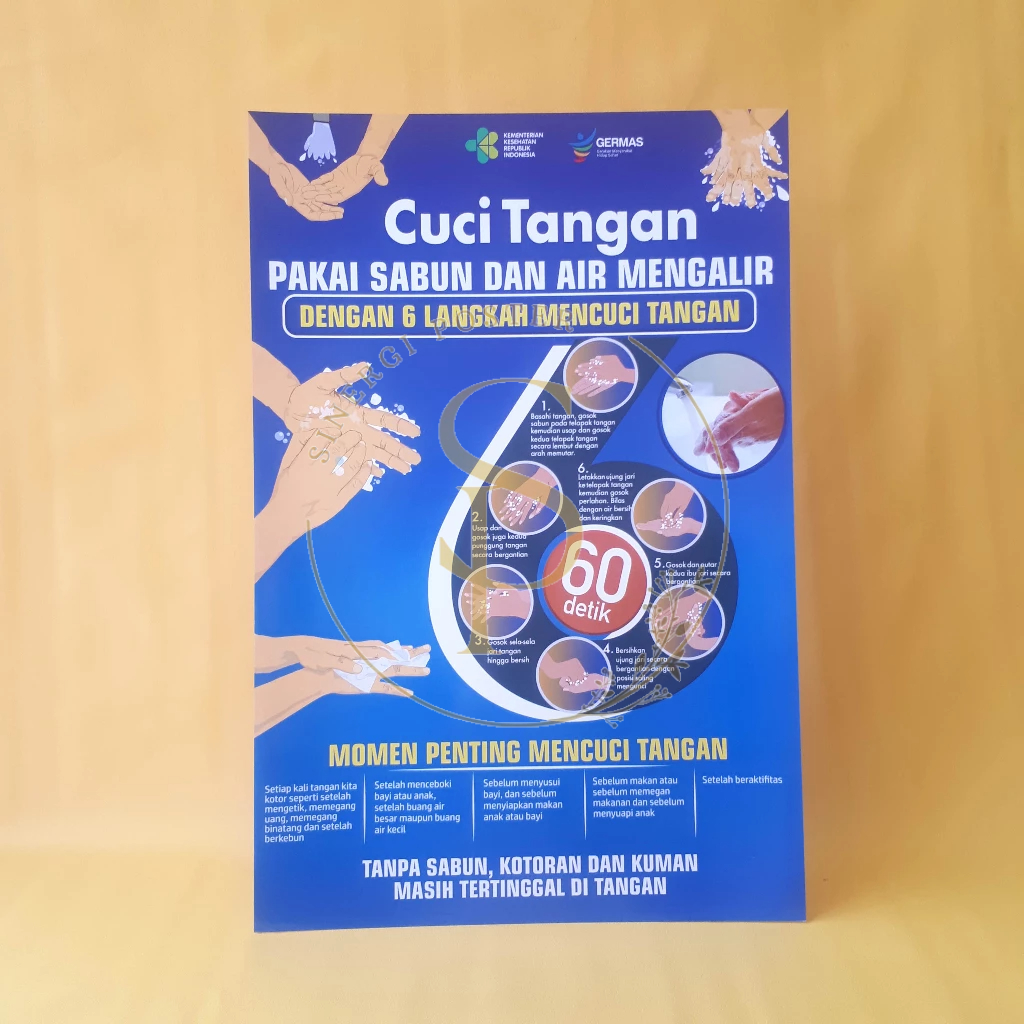 KEMENTERIAN
KESEHATAN
REPUBLIK
INDONESIA
GERMAS
Cuci Tangan
PAKAI SABUN DAN AIR MENGALIR
DENGAN 6 LANGKAH MENCUCI TANGAN
SINERGI POSTER
1.
Basahi tangan, gosok
sabun pada telapak tangan
kemudian usap dan gosok
kedua telapak tangan
secara lembut dengan
arah memutar.
2.
Usap dan
gosok juga kedua
punggung tangan
secara bergantian
3. Gosok sela-sela
jari tangan
hingga bersih
4. Bersihkan
ujung jari secara
bergantian dengan
posisi saling
mengunci
5. Gosok dan putar
kedua ibu jari secara
bergantian
6.
Letakkan ujung jari
ke telapak tangan
kemudian gosok
perlahan. Bilas
dengan air bersih
dan keringkan
60
detik
SP
MOMEN PENTING MENCUCI TANGAN
Setiap kali tangan kita
kotor seperti setelah
mengetik, memegang
uang, memegang
binatang dan setelah
berkebun
Setelah menceboki
bayi atau anak,
setelah buang air
besar maupun buang
air kecil
Sebelum menyusui
bayi, dan sebelum
menyiapkan makan
anak atau bayi
Sebelum makan atau
sebelum memegan
makanan dan sebelum
menyuapi anak
Setelah beraktifitas
TANPA SABUN, KOTORAN DAN KUMAN
MASIH TERTINGGAL DI TANGAN